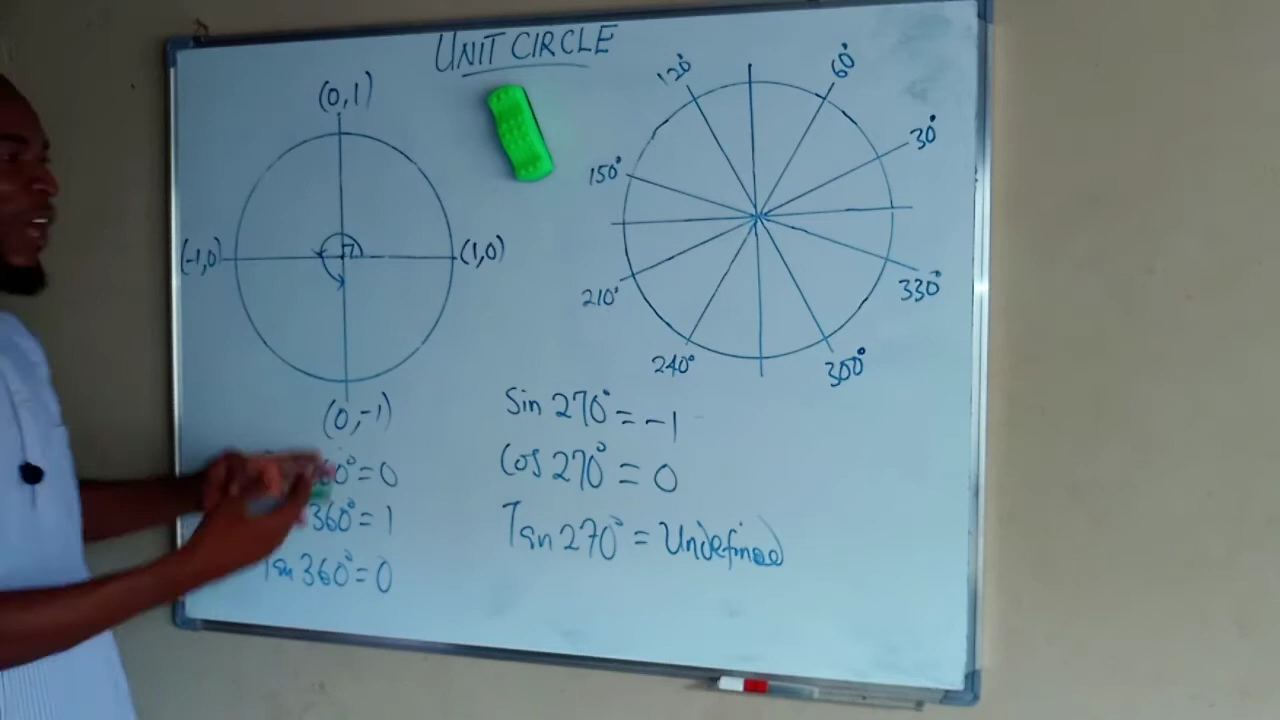 UNIT CIRCLE
(0,1)
(-1,0)
(1,0)
(0,-1)
120°
60°
30°
150°
210°
330°
240°
300°
60°=0
360°=1
Tan 360°=0
Sin 270° = -1
Cos 270° = 0
Tan 270° = Undefined